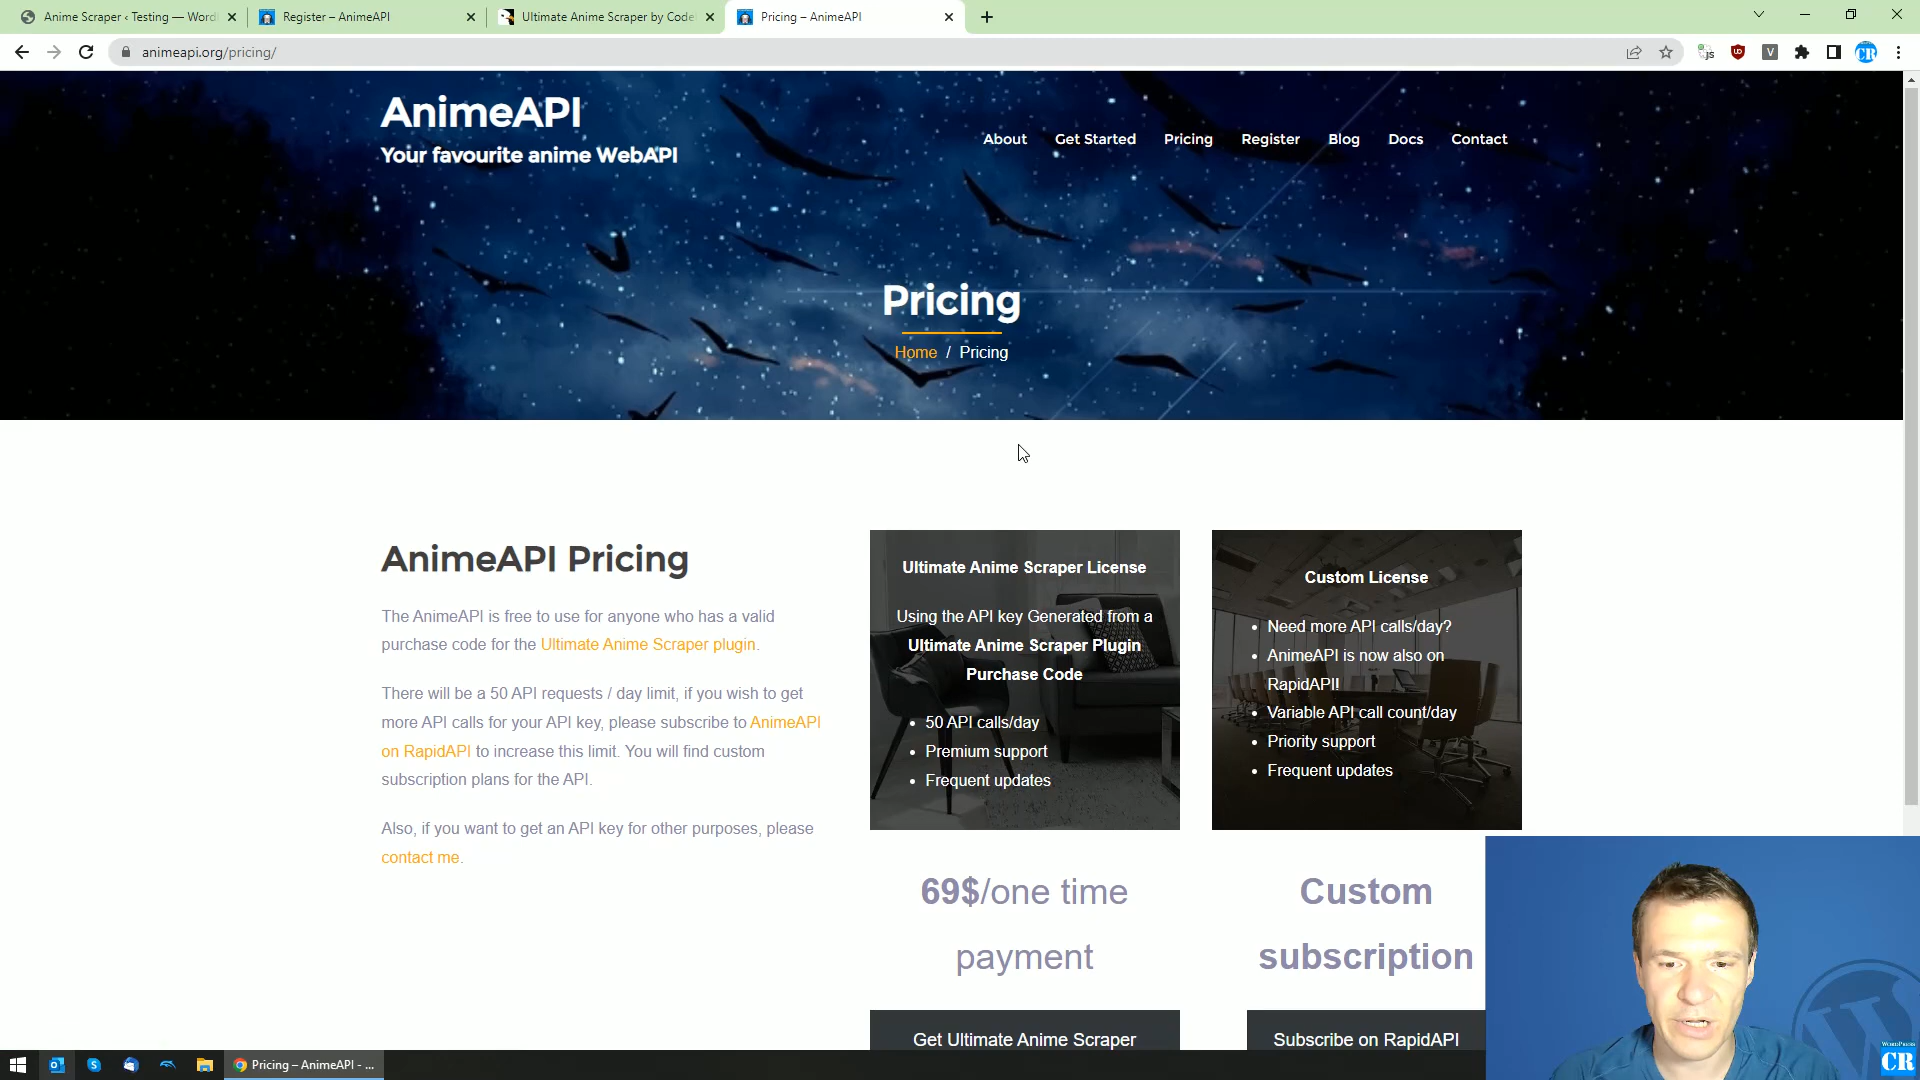 Anime Scraper ‹ Testing — Word
Register – AnimeAPI
Ultimate Anime Scraper by Code
Pricing – AnimeAPI
animeapi.org/pricing/
AnimeAPI
Your favourite anime WebAPI
About
Get Started
Pricing
Register
Blog
Docs
Contact
Pricing
Home / Pricing
AnimeAPI Pricing
The AnimeAPI is free to use for anyone who has a valid
purchase code for the Ultimate Anime Scraper plugin.
There will be a 50 API requests / day limit, if you wish to get
more API calls for your API key, please subscribe to AnimeAPI
on RapidAPI to increase this limit. You will find custom
subscription plans for the API.
Also, if you want to get an API key for other purposes, please
contact me.
Ultimate Anime Scraper License
Using the API key Generated from a
Ultimate Anime Scraper Plugin
Purchase Code
• 50 API calls/day
• Premium support
• Frequent updates
69$/one time
payment
Get Ultimate Anime Scraper
Custom License
• Need more API calls/day?
• AnimeAPI is now also on
RapidAPI!
• Variable API call count/day
• Priority support
• Frequent updates
Custom
subscription
Subscribe on RapidAPI
Pricing – AnimeAPI - ...
WORDPRESS
CR